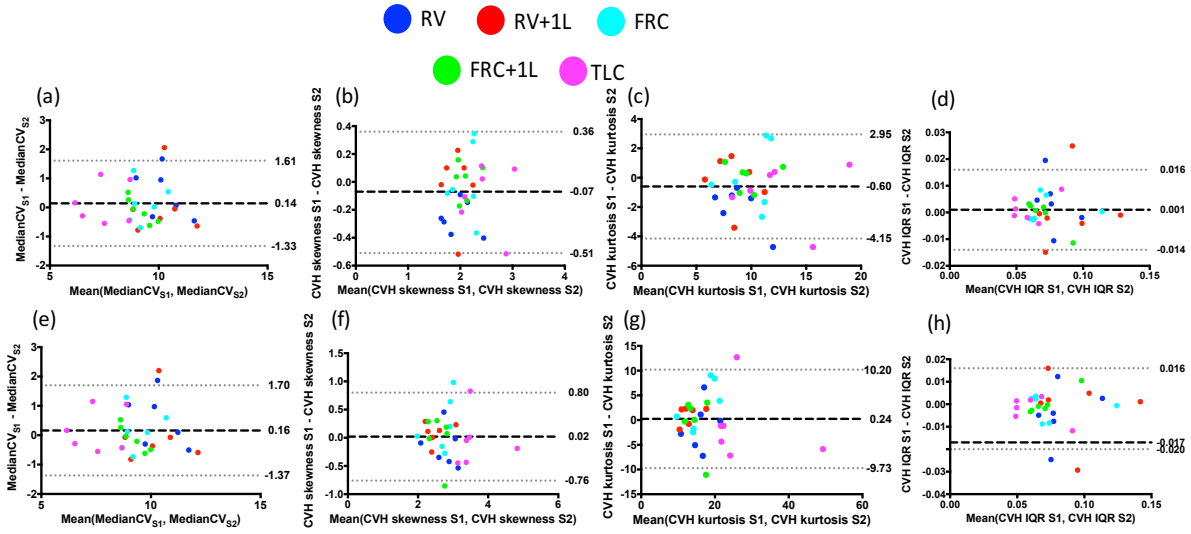 RV RV+1L FRC
FRC+1L TLC
(a)
MedianCV_S1 - MedianCV_S2
3
2
1
0
-1
-2
5 10 15
1.61
0.14
-1.33
Mean(MedianCV_S1, MedianCV_S2)
(b)
CVH skewness S1 - CVH skewness S2
0.4
0.2
0.0
-0.2
-0.4
-0.6
0 1 2 3 4
0.36
-0.07
-0.51
Mean(CVH skewness S1, CVH skewness S2)
(c)
CVH kurtosis S1 - CVH kurtosis S2
4
2
0
-2
-4
-6
0 5 10 15 20
2.95
-0.60
-4.15
Mean(CVH kurtosis S1, CVH kurtosis S2)
(d)
CVH IQR S1 - CVH IQR S2
0.03
0.02
0.01
0.00
-0.01
-0.02
0.00 0.05 0.10 0.15
0.016
0.001
-0.014
Mean(CVH IQR S1, CVH IQR S2)
(e)
MedianCV_S1 - MedianCV_S2
3
2
1
0
-1
-2
5 10 15
1.70
0.16
-1.37
Mean(MedianCV_S1, MedianCV_S2)
(f)
CVH skewness S1 - CVH skewness S2
1.5
1.0
0.5
0.0
-0.5
-1.0
0 2 4 6
0.80
0.02
-0.76
Mean(CVH skewness S1, CVH skewness S2)
(g)
CVH kurtosis S1 - CVH kurtosis S2
15
10
5
0
-5
-10
-15
0 20 40 60
10.20
0.24
-9.73
Mean(CVH kurtosis S1, CVH kurtosis S2)
(h)
CVH IQR S1 - CVH IQR S2
0.02
0.01
0.00
-0.01
-0.02
-0.03
-0.04
0.00 0.05 0.10 0.15
0.016
-0.017
-0.020
Mean(CVH IQR S1, CVH IQR S2)